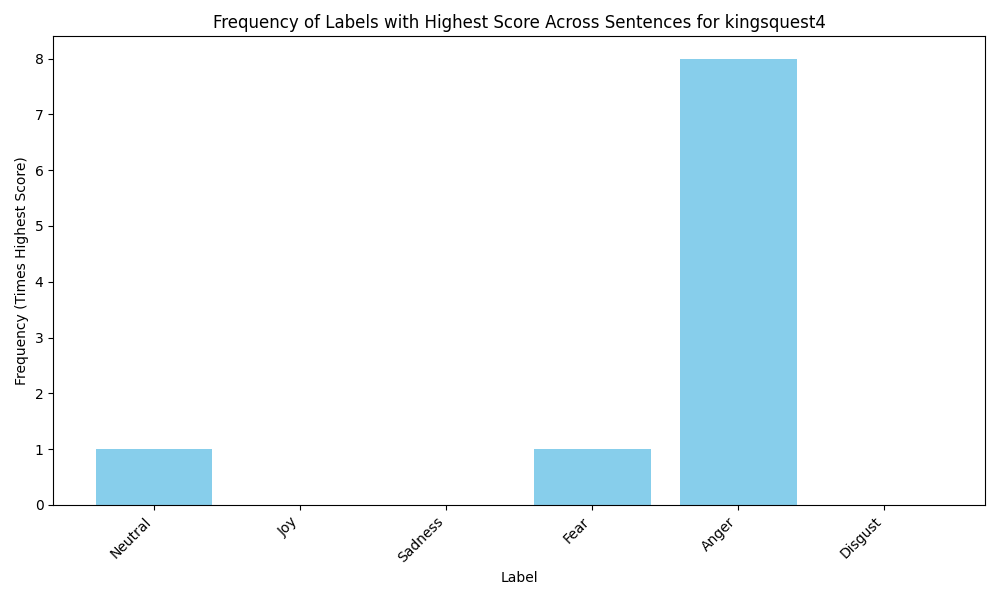 Frequency of Labels with Highest Score Across Sentences for kingsquest4
Frequency (Times Highest Score)
8
7
6
5
4
3
2
1
0
Neutral
Joy
Sadness
Fear
Anger
Disgust
Label